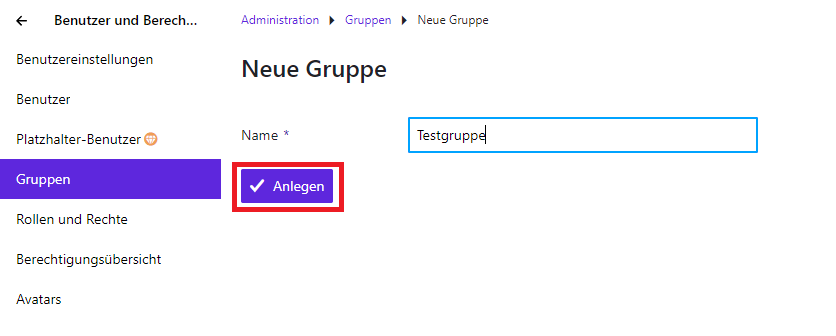 Benutzer und Berech...
Benutzereinstellungen
Benutzer
Platzhalter-Benutzer
Gruppen
Rollen und Rechte
Berechtigungsübersicht
Avatars
Administration Gruppen Neue Gruppe
Neue Gruppe
Name * Testgruppe
Anlegen